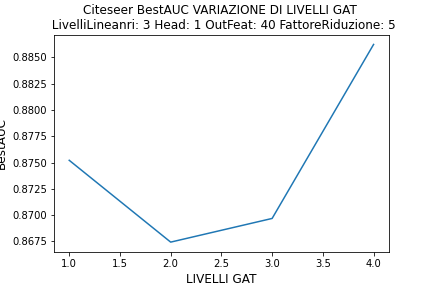 Citeseer BestAUC VARIAZIONE DI LIVELLI GAT
LivelliLineanri: 3 Head: 1 OutFeat: 40 FattoreRiduzione: 5
BestAUC
0.8850
0.8825
0.8800
0.8775
0.8750
0.8725
0.8700
0.8675
1.0 1.5 2.0 2.5 3.0 3.5 4.0
LIVELLI GAT